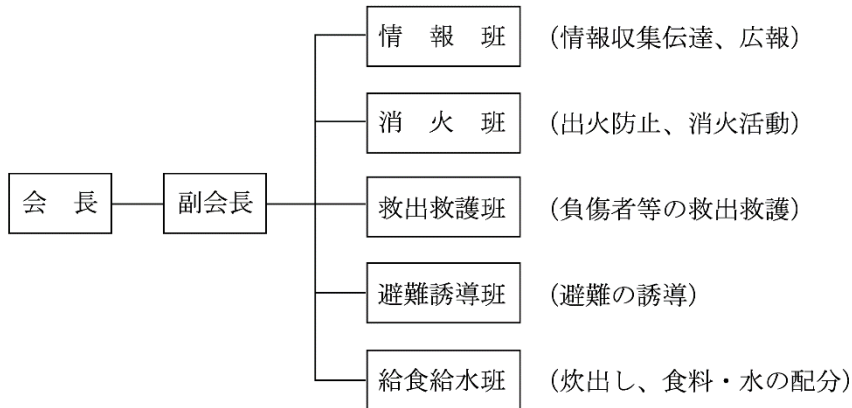 情　報　班　（情報収集伝達、広報）
消　火　班　（出火防止、消火活動）
会　長　副会長　救出救護班　（負傷者等の救出救護）
避難誘導班　（避難の誘導）
給食給水班　（炊出し、食料・水の配分）